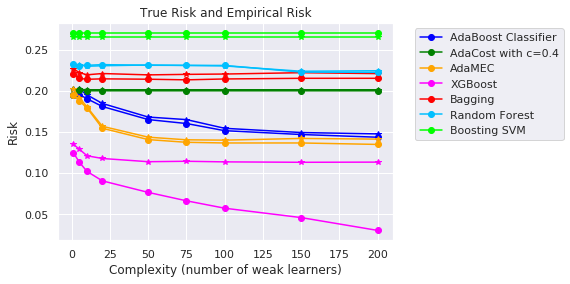 True Risk and Empirical Risk
Risk
0.25
0.20
0.15
0.10
0.05
0
25
50
75
100
125
150
175
200
Complexity (number of weak learners)
AdaBoost Classifier
AdaCost with c=0.4
AdaMEC
XGBoost
Bagging
Random Forest
Boosting SVM